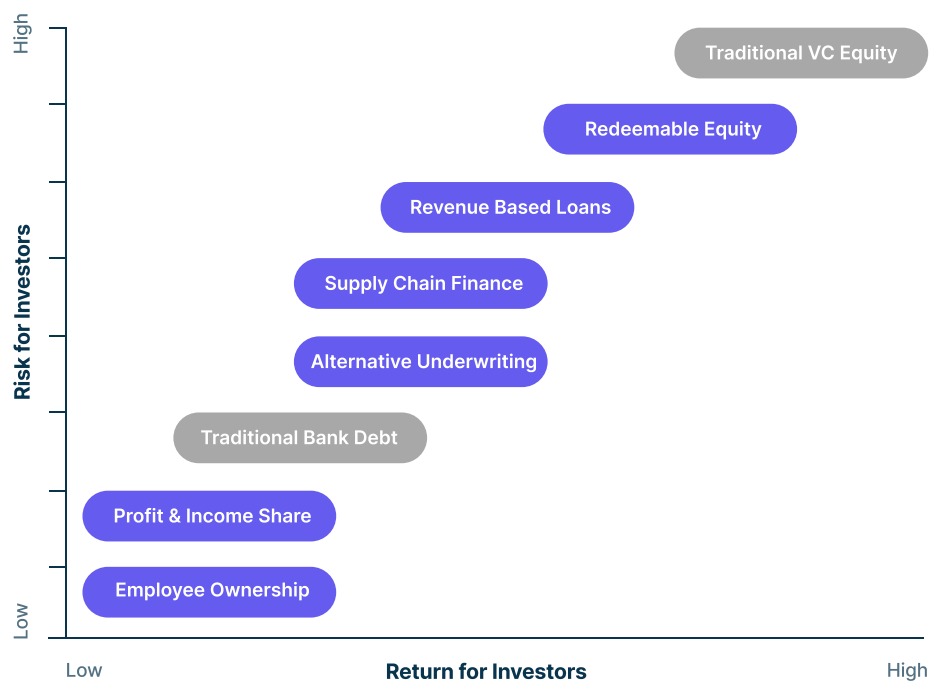 High
Traditional VC Equity
Redeemable Equity
Revenue Based Loans
Risk for Investors
Supply Chain Finance
Alternative Underwriting
Traditional Bank Debt
Profit & Income Share
Employee Ownership
Low
Low
Return for Investors
High